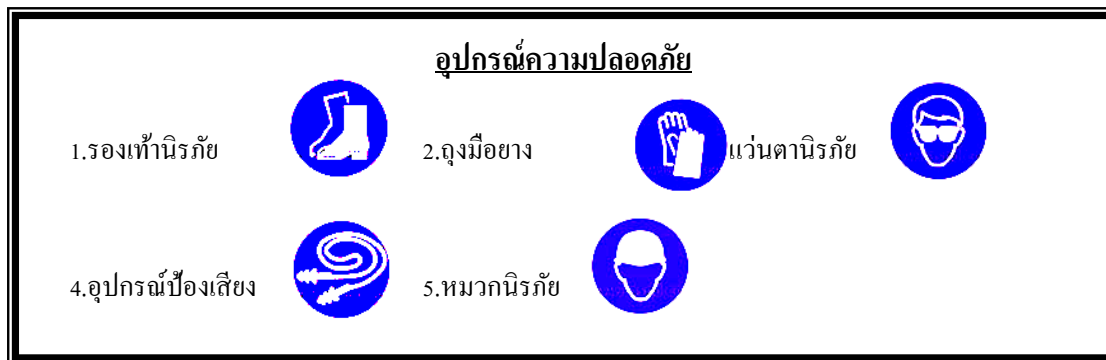 อุปกรณ์ความปลอดภัย
1.รองเท้านิรภัย 2.ถุงมือยาง แว่นตานิรภัย
4.อุปกรณ์ป้องเสียง 5.หมวกนิรภัย